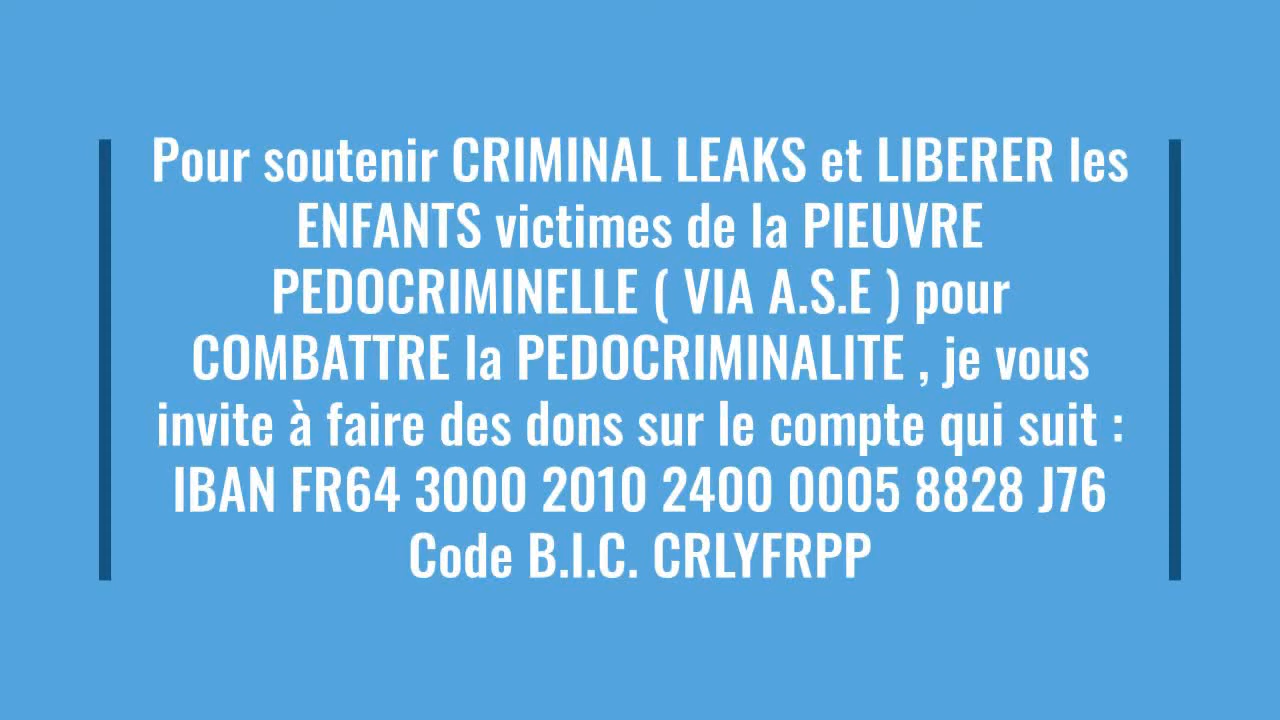 Pour soutenir CRIMINAL LEAKS et LIBERER les
ENFANTS victimes de la PIEUVRE
PEDOCRIMINELLE ( VIA A.S.E ) pour
COMBATTRE la PEDOCRIMINALITE , je vous
invite à faire des dons sur le compte qui suit :
IBAN FR64 3000 2010 2400 0005 8828 J76
Code B.I.C. CRLYFRPP